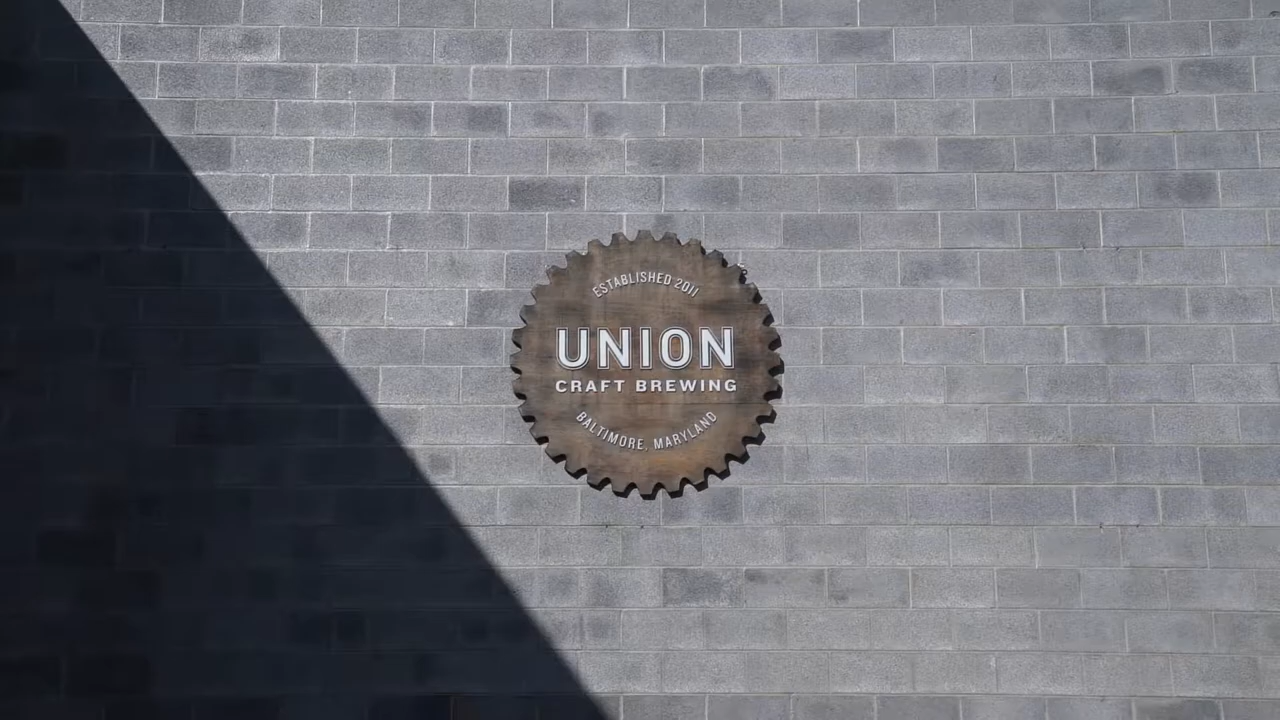 ESTABLISHED 2011
UNION
CRAFT BREWING
BALTIMORE, MARYLAND